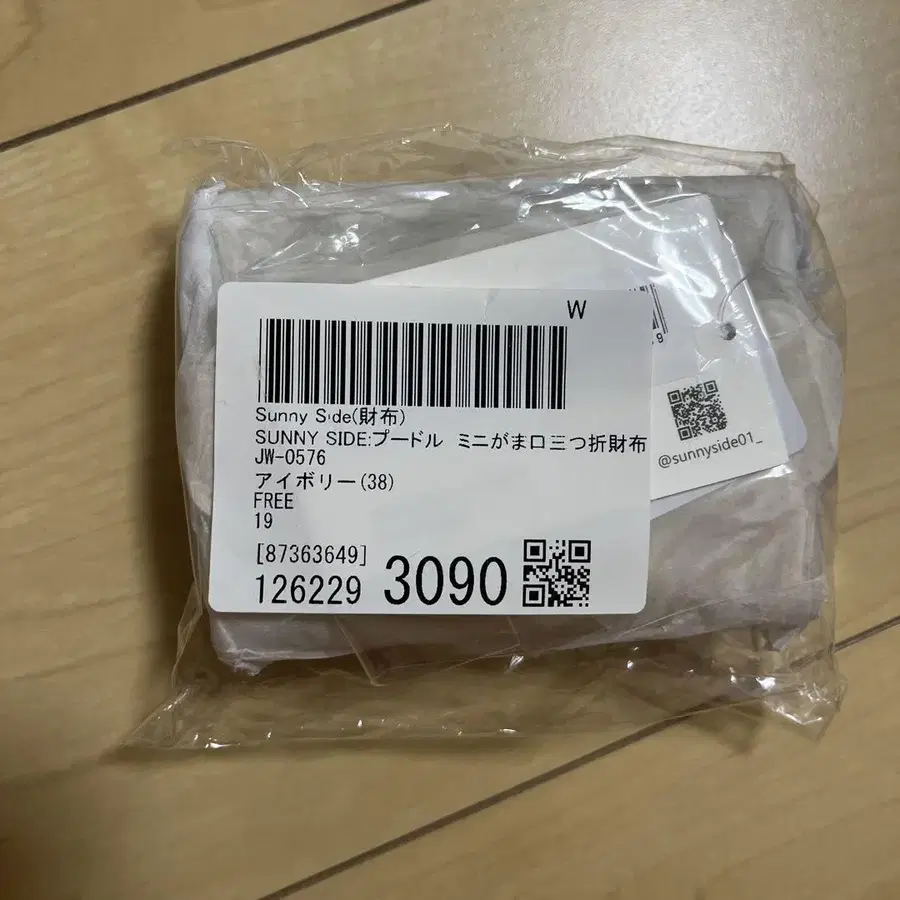 W
Sunny Side(財布)
SUNNY SIDE:プードル ミニがま口三つ折財布
JW-0576
アイボリー(38)
FREE
19
[87363649]
126229 3090
9
@sunnyside01_